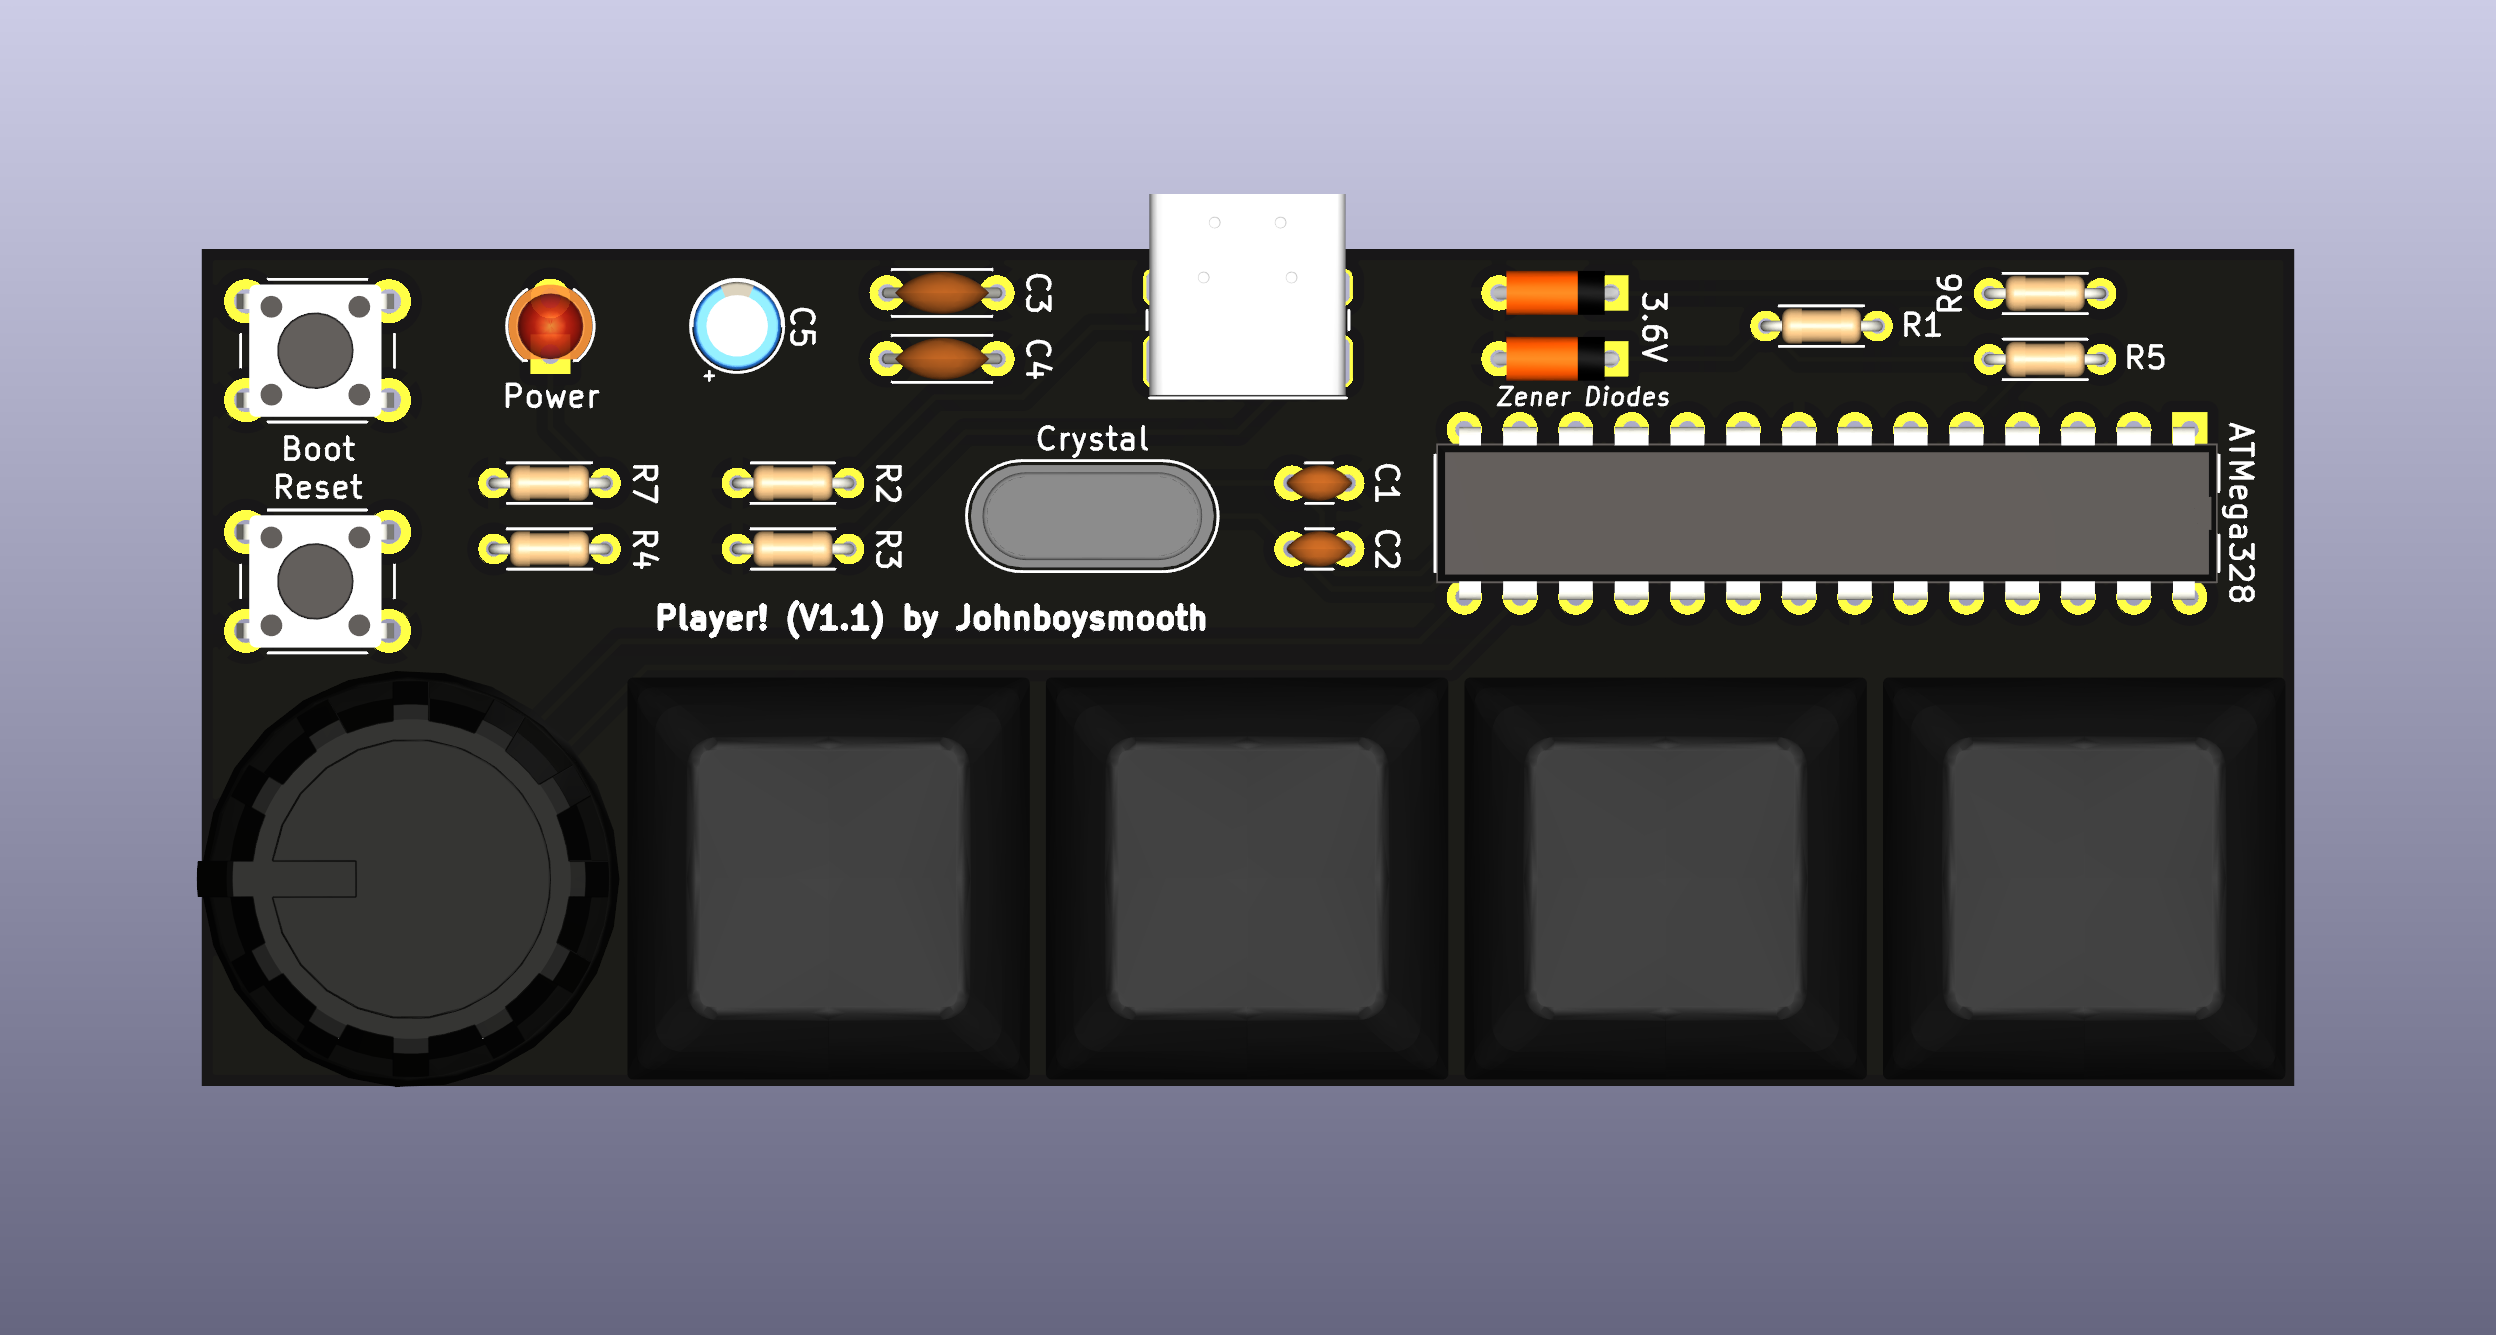 C3
C5
C4
Power
3.6V
Zener Diodes
R6
R1
R5
Boot
Reset
R7
R4
R2
R3
Crystal
C1
C2
ATMega328
Player! (V1.1) by Johnboysmooth
+